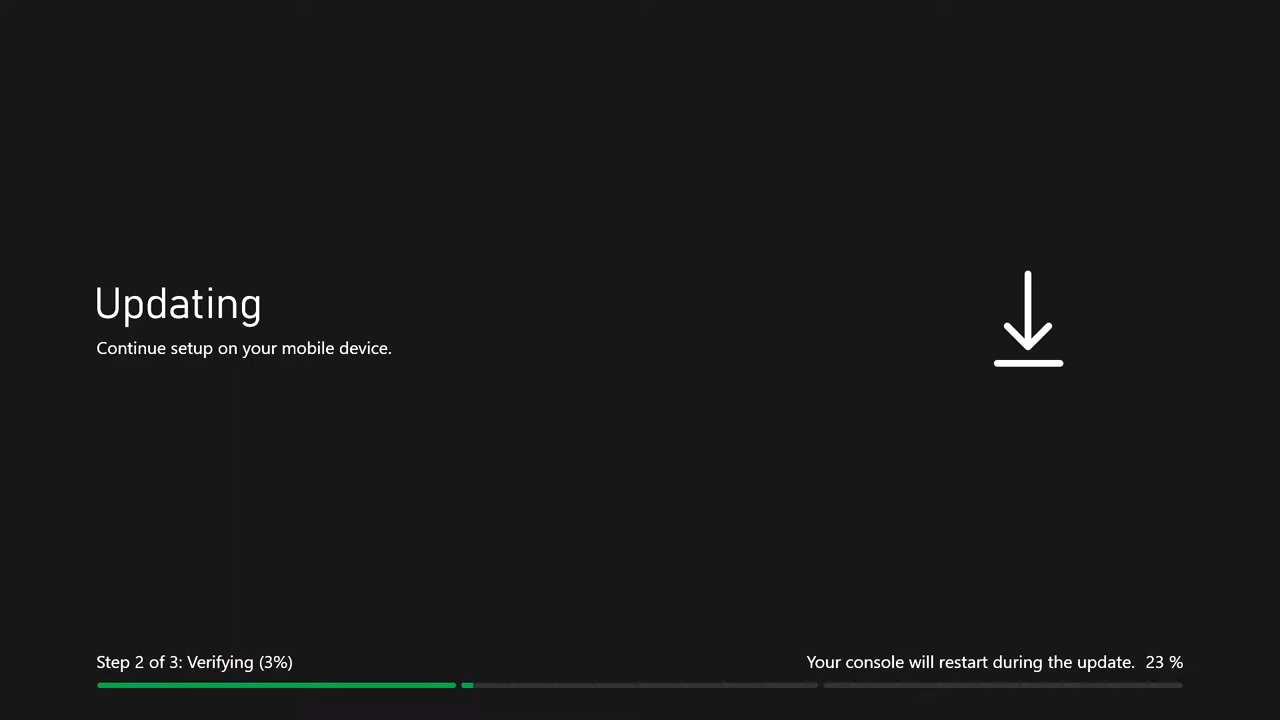 Updating
Continue setup on your mobile device.
Step 2 of 3: Verifying (3%)
Your console will restart during the update. 23 %